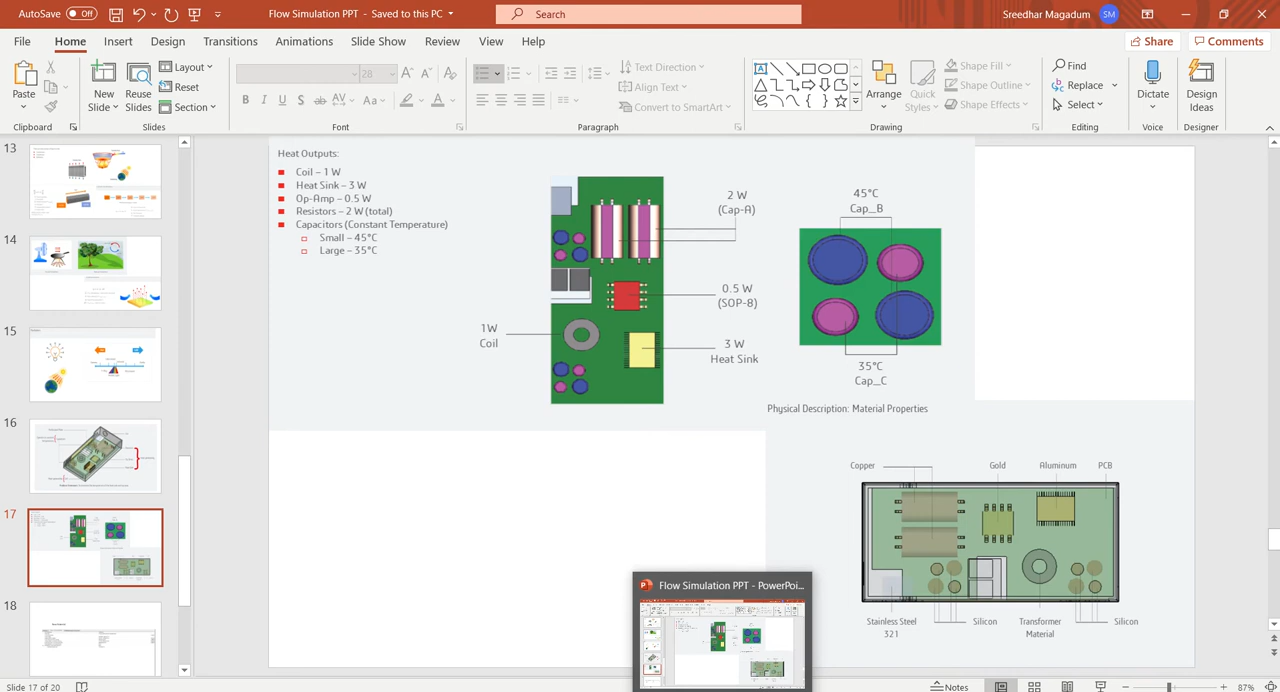 AutoSave Off
Flow Simulation PPT - Saved to this PC
Search
Sreedhar Magadum SM
File Home Insert Design Transitions Animations Slide Show Review View Help
Share Comments
Paste
Clipboard
New Slide
Reuse Slides
Layout
Reset
Section
Slides
28
B I U S ab AV Aa A
Font
Text Direction
Align Text
Convert to SmartArt
Paragraph
Arrange
Quick Styles
Shape Fill
Shape Outline
Shape Effects
Drawing
Find
Replace
Select
Editing
Dictate
Voice
Design Ideas
Designer
13
14
15
16
17
18
Heat Outputs:
Coil – 1 W
Heat Sink – 3 W
Op-Amp – 0.5 W
Resistors – 2 W (total)
Capacitors (Constant Temperature)
Small – 45°C
Large – 35°C
2 W
(Cap-A)
0.5 W
(SOP-8)
1W
Coil
3 W
Heat Sink
45°C
Cap_B
35°C
Cap_C
Physical Description: Material Properties
Copper
Gold
Aluminum
PCB
Stainless Steel
321
Silicon
Transformer
Material
Silicon
Flow Simulation PPT - PowerPoi...
Slide 17 of 20
Notes
87%